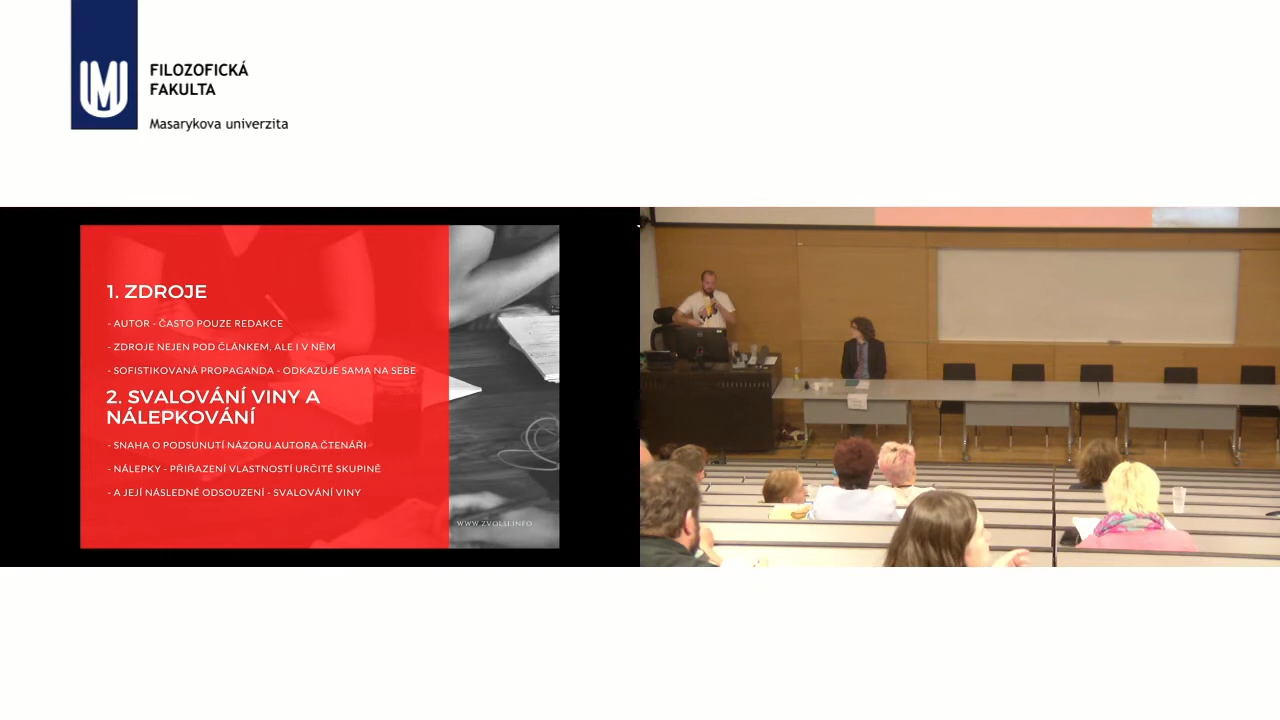 FILOZOFICKÁ
FAKULTA
Masarykova univerzita
1. ZDROJE
- AUTOR - ČASTO POUZE REDAKCE
- ZDROJE NEJEN POD ČLÁNKEM, ALE I V NĚM
- SOFISTIKOVANÁ PROPAGANDA - ODKAZUJE SAMA NA SEBE
2. SVALOVÁNÍ VINY A
NÁLEPKOVÁNÍ
- SNAHA O PODSUNUTÍ NÁZORU AUTORA ČTENÁŘI
- NÁLEPKY - PŘIŘAZENÍ VLASTNOSTÍ URČITÉ SKUPINĚ
- A JEJÍ NÁSLEDNÉ ODSOUZENÍ - SVALOVÁNÍ VINY
WWW.ZVOLSI.INFO